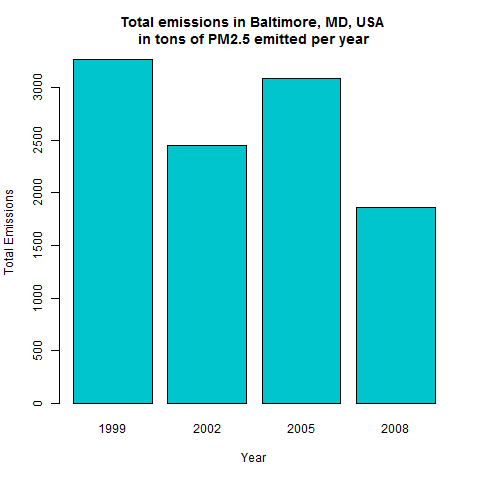 Total emissions in Baltimore, MD, USA
in tons of PM2.5 emitted per year
Total Emissions
3000
2500
2000
1500
1000
500
0
1999 2002 2005 2008
Year